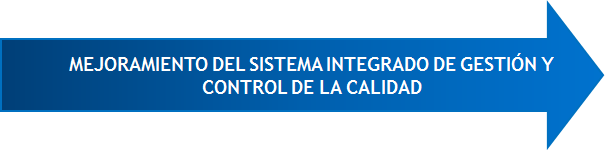 MEJORAMIENTO DEL SISTEMA INTEGRADO DE GESTIÓN Y
CONTROL DE LA CALIDAD